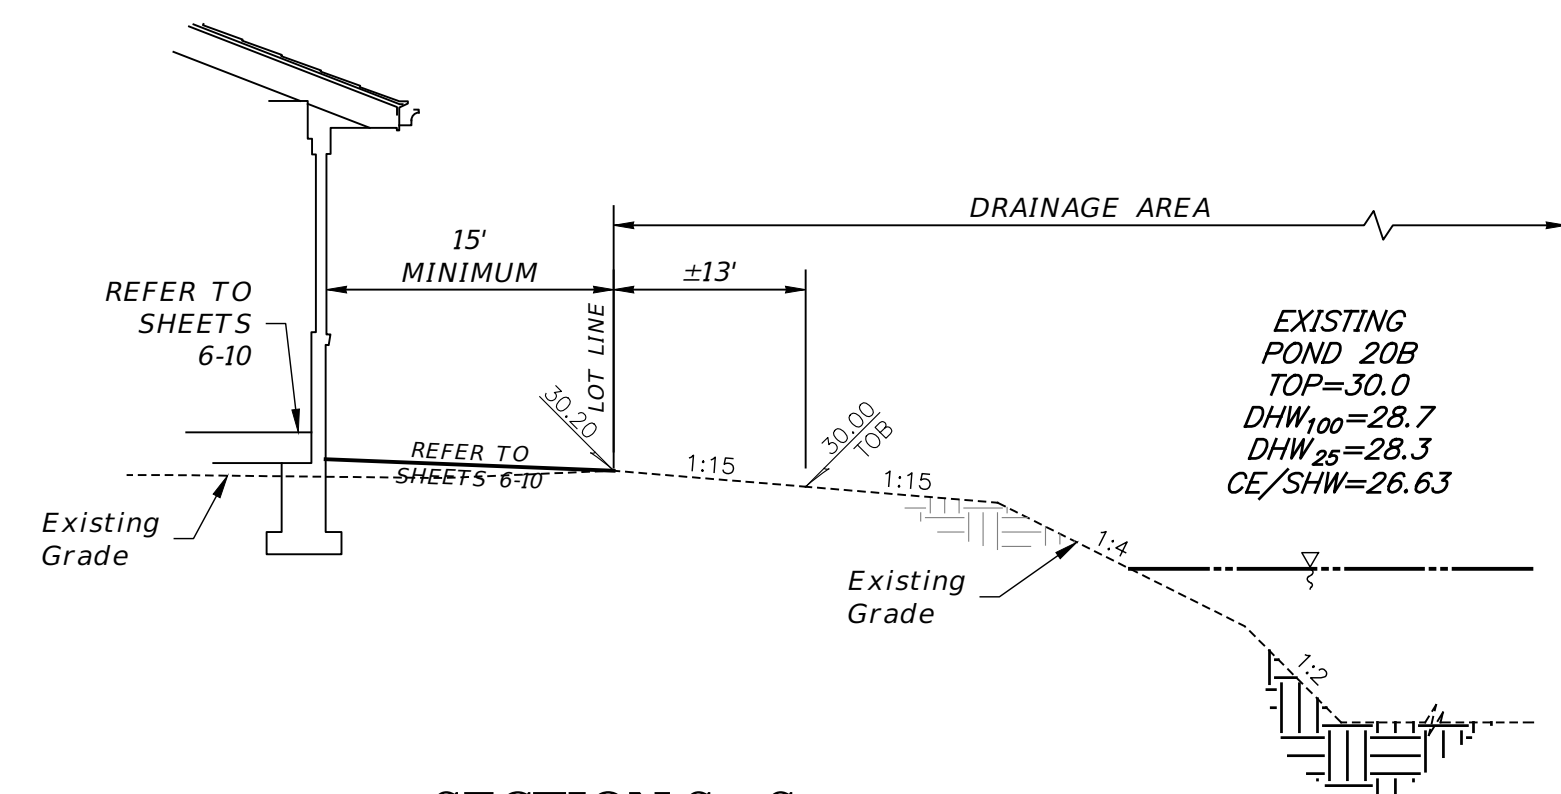 DRAINAGE AREA
15'
MINIMUM
±13'
REFER TO
SHEETS
6-10
LOT LINE
EXISTING
POND 20B
TOP=30.0
DHW100=28.7
DHW25=28.3
CE/SHW=26.63
30.20
30.00
TOB
REFER TO
SHEETS 6-10
1:15
1:15
Existing
Grade
1:4
Existing
Grade
1:2